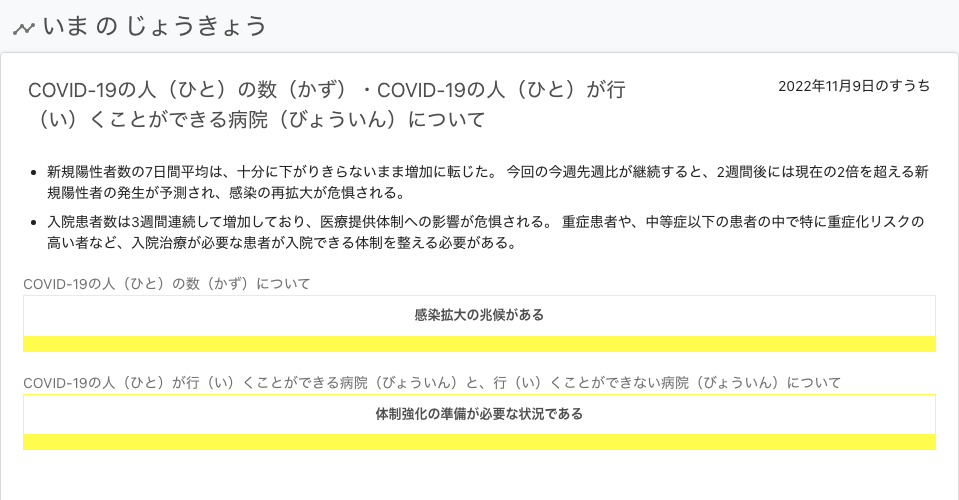 いま の じょうきょう
COVID-19の人（ひと）の数（かず）・COVID-19の人（ひと）が行
（い）くことができる病院（びょういん）について
2022年11月9日のすうち
新規陽性者数の7日間平均は、十分に下がりきらないまま増加に転じた。 今回の今週先週比が継続すると、2週間後には現在の2倍を超える新
規陽性者の発生が予測され、感染の再拡大が危惧される。
入院患者数は3週間連続して増加しており、医療提供体制への影響が危惧される。 重症患者や、中等症以下の患者の中で特に重症化リスクの
高い者など、入院治療が必要な患者が入院できる体制を整える必要がある。
COVID-19の人（ひと）の数（かず）について
感染拡大の兆候がある
COVID-19の人（ひと）が行（い）くことができる病院（びょういん）と、行（い）くことができない病院（びょういん）について
体制強化の準備が必要な状況である